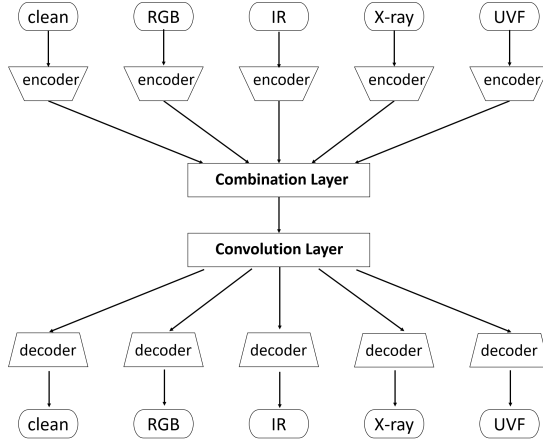 clean RGB IR X-ray UVF
encoder encoder encoder encoder encoder
Combination Layer
Convolution Layer
decoder decoder decoder decoder decoder
clean RGB IR X-ray UVF